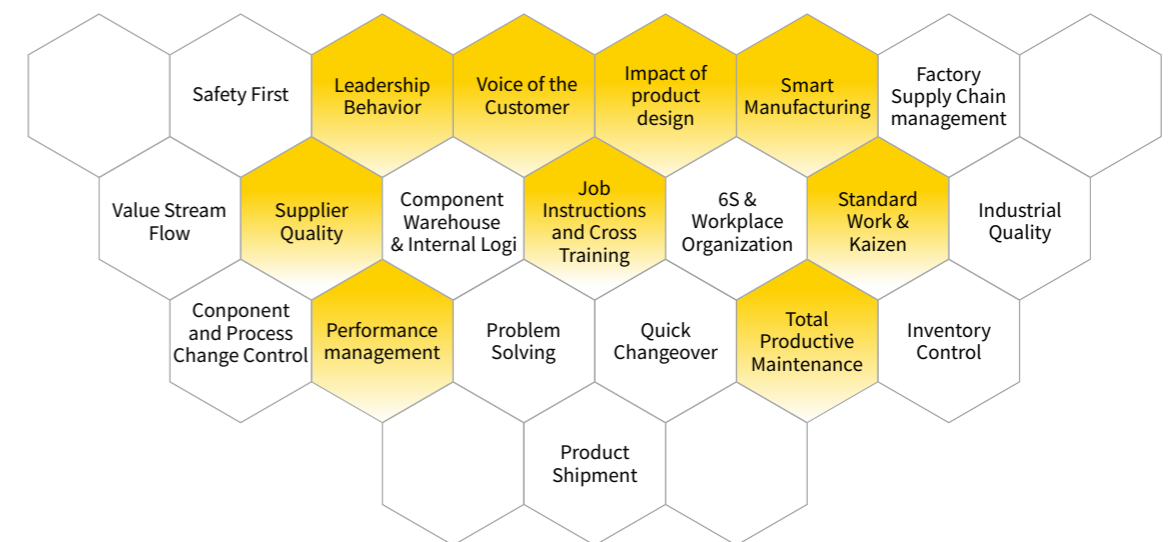 Safety First
Leadership
Behavior
Voice of the
Customer
Impact of
product
design
Smart
Manufacturing
Factory
Supply Chain
management
Value Stream
Flow
Supplier
Quality
Component
Warehouse
& Internal Logi
Job
Instructions
and Cross
Training
6S &
Workplace
Organization
Standard
Work &
Kaizen
Industrial
Quality
Conponent
and Process
Change Control
Performance
management
Problem
Solving
Quick
Changeover
Total
Productive
Maintenance
Inventory
Control
Product
Shipment